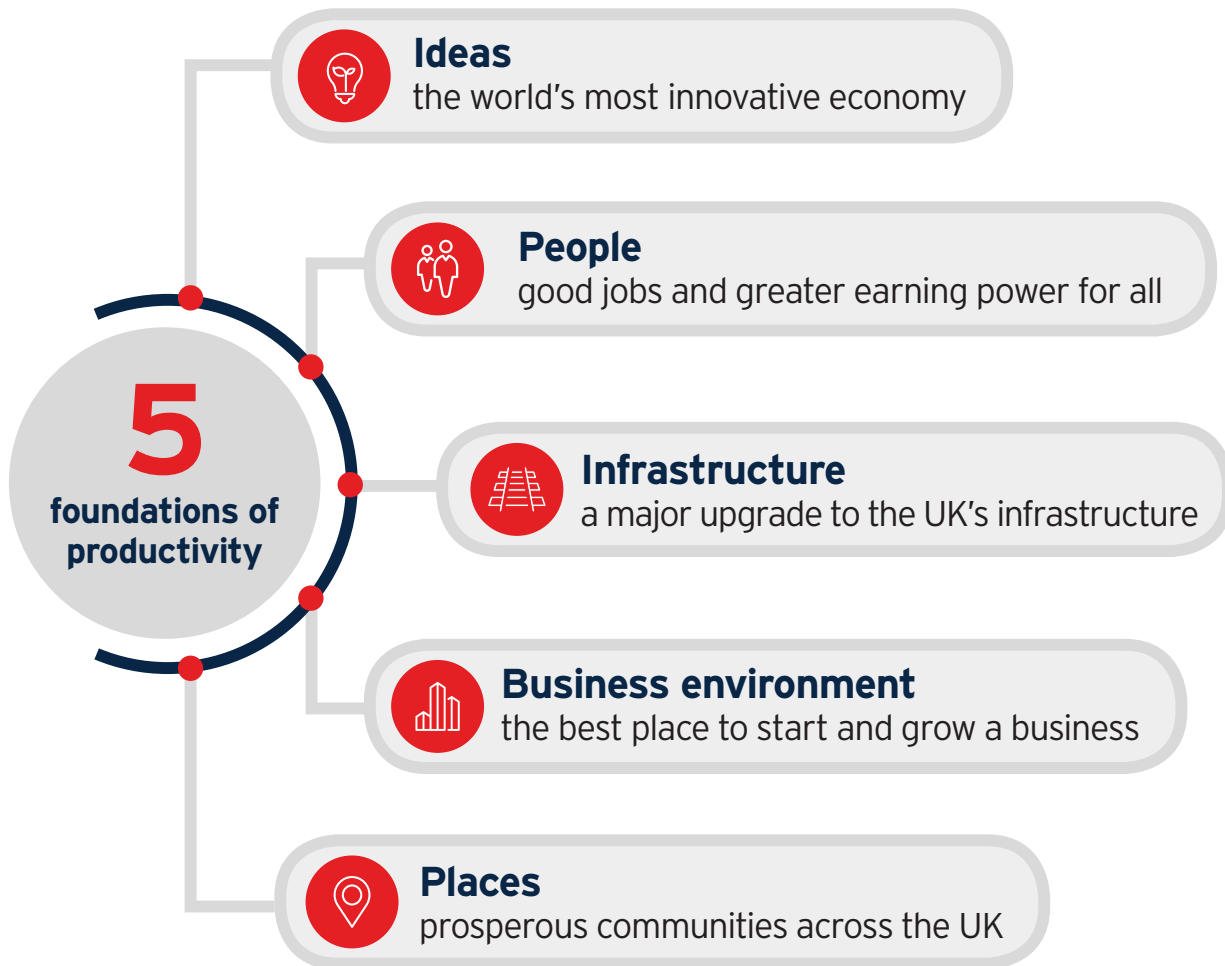 Ideas
the world's most innovative economy
People
good jobs and greater earning power for all
5
foundations of
productivity
Infrastructure
a major upgrade to the UK's infrastructure
Business environment
the best place to start and grow a business
Places
prosperous communities across the UK